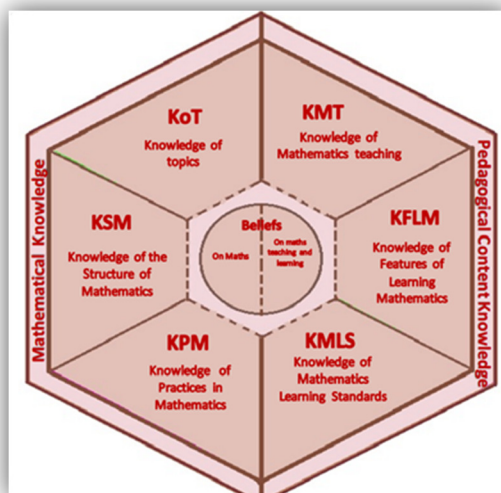 KoT
Knowledge of
topics
KMT
Knowledge of
Mathematics teaching
Mathematical Knowledge
Pedagogical Content Knowledge
KSM
Knowledge of the
Structure of
Mathematics
Beliefs
On Maths
On maths
teaching and
learning
KFLM
Knowledge of
Features of
Learning
Mathematics
KPM
Knowledge of
Practices in
Mathematics
KMLS
Knowledge of
Mathematics
Learning Standards